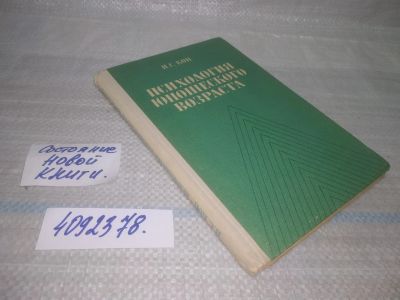 И. С. КОН
ПСИХОЛОГИЯ
ЮНОШЕСКОГО
ВОЗРАСТА
Состояние
НОВОЙ
КНИГИ.
4092378.